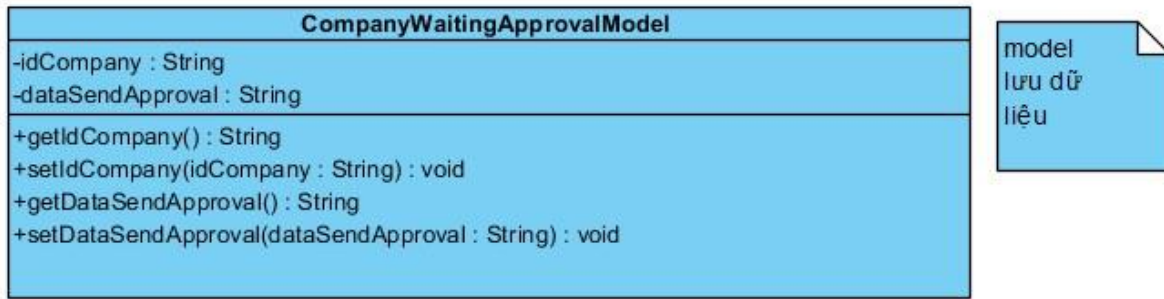 CompanyWaitingApprovalModel
-idCompany : String
-dataSendApproval : String
+getIdCompany() : String
+setIdCompany(idCompany : String) : void
+getDataSendApproval() : String
+setDataSendApproval(dataSendApproval : String) : void
model
lưu dữ
liệu